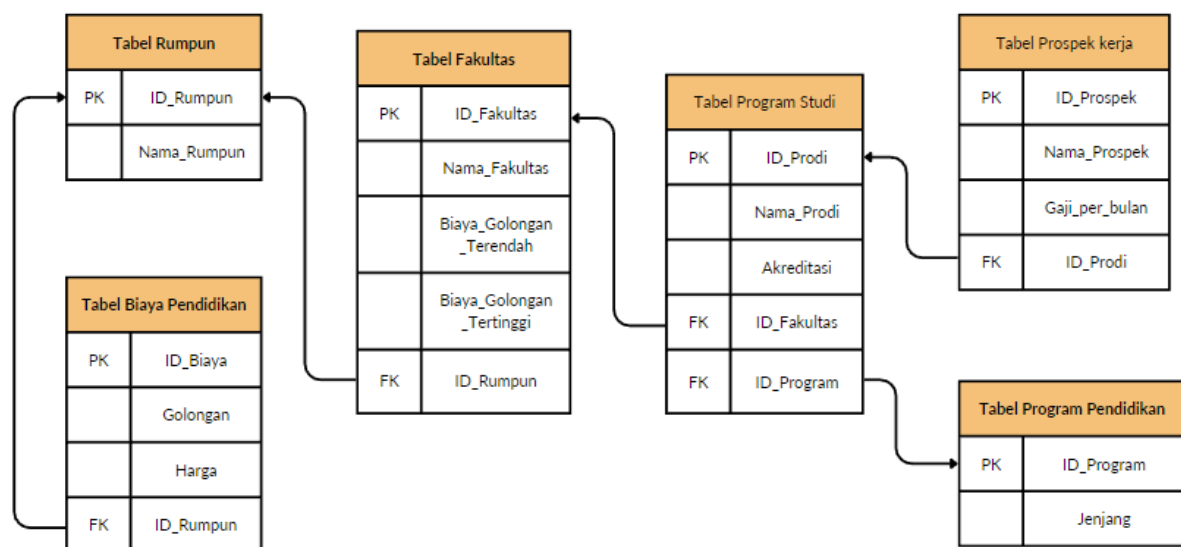 Tabel Rumpun
PK ID_Rumpun
Nama_Rumpun
Tabel Biaya Pendidikan
PK ID_Biaya
Golongan
Harga
FK ID_Rumpun
Tabel Fakultas
PK ID_Fakultas
Nama_Fakultas
Biaya_Golongan
_Terendah
Biaya_Golongan
_Tertinggi
FK ID_Rumpun
Tabel Program Studi
PK ID_Prodi
Nama_Prodi
Akreditasi
FK ID_Fakultas
FK ID_Program
Tabel Prospek kerja
PK ID_Prospek
Nama_Prospek
Gaji_per_bulan
FK ID_Prodi
Tabel Program Pendidikan
PK ID_Program
Jenjang